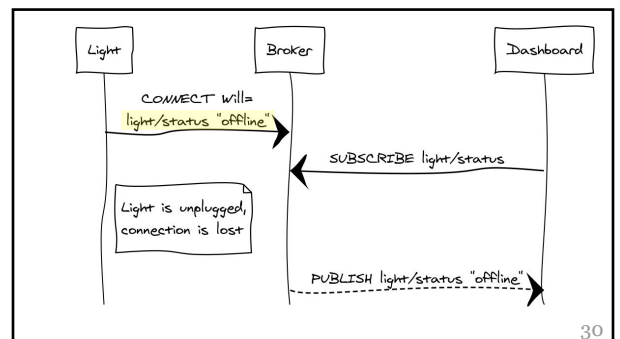 Light
Broker
Dashboard
CONNECT Will=
light/status "offline"
SUBSCRIBE light/status
Light is unplugged,
connection is lost
PUBLISH light/status "offline"
30